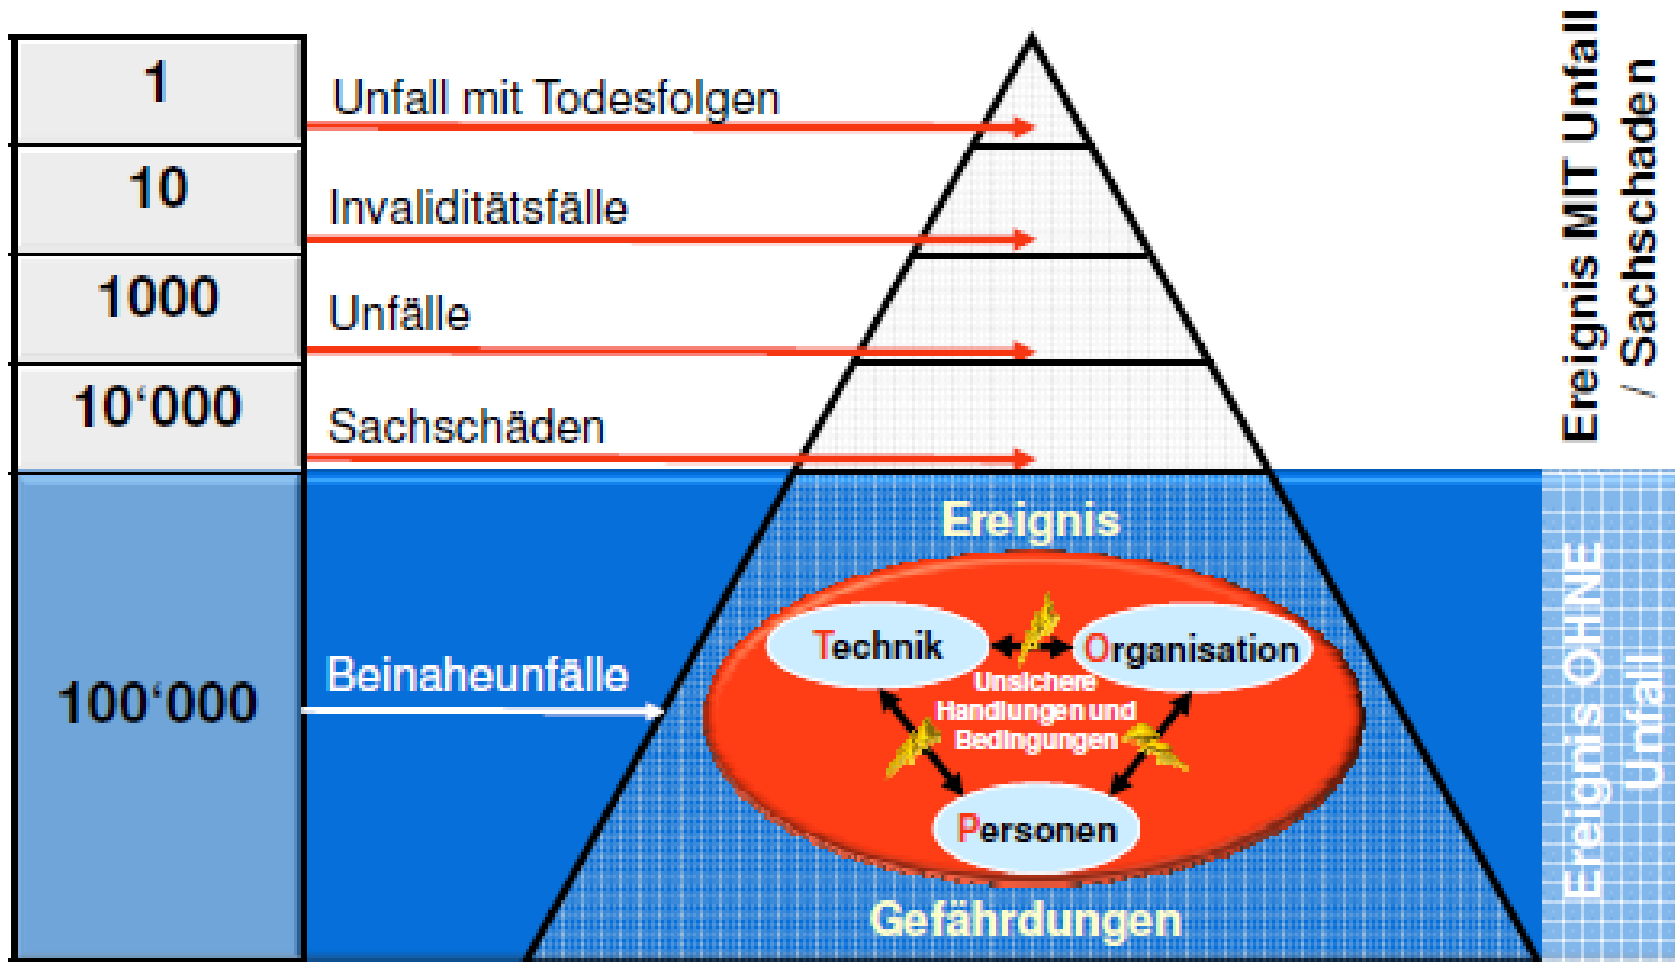 1
Unfall mit Todesfolgen
10
Invaliditätsfälle
1000
Unfälle
10‘000
Sachschäden
100‘000
Beinaheunfälle
Ereignis
Technik
Organisation
Unsichere
Handlungen und
Bedingungen
Personen
Gefährdungen
Ereignis MIT Unfall
/ Sachschaden
Ereignis OHNE
Unfall